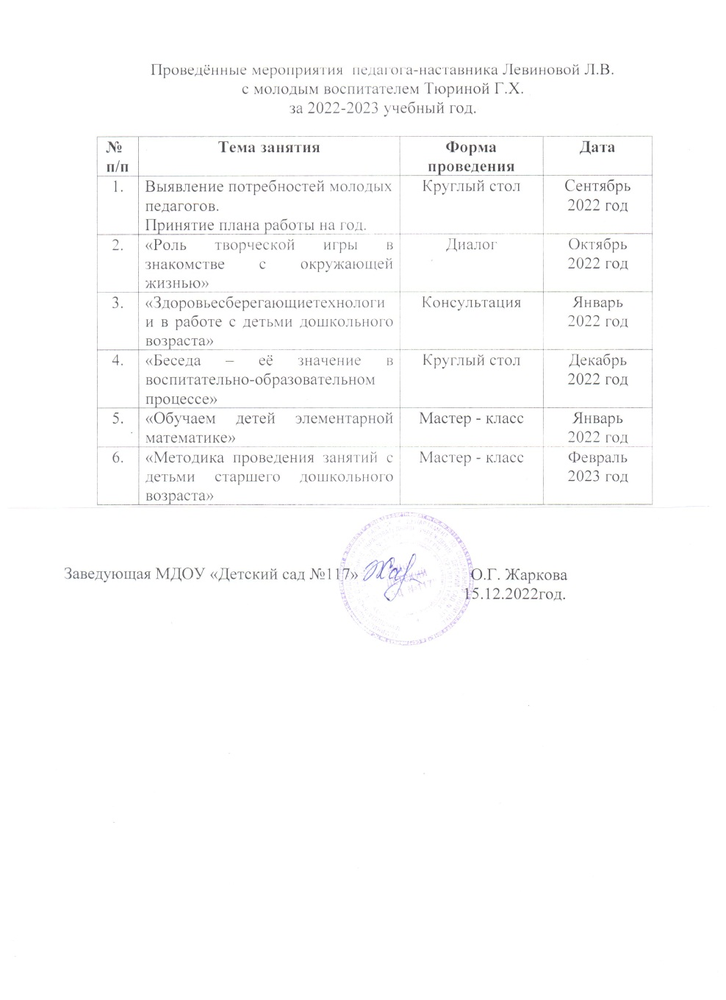 Проведённые мероприятия педагога-наставника Левиновой Л.В.
с молодым воспитателем Тюриной Г.Х.
за 2022-2023 учебный год.
№ п/п Тема занятия Форма проведения Дата
1. Выявление потребностей молодых Круглый стол Сентябрь
педагогов. 2022 год
Принятие плана работы на год.
2. «Роль творческой игры в Диалог Октябрь
знакомстве с окружающей 2022 год
жизнью»
3. «Здоровьесберегающиетехнологи Консультация Январь
и в работе с детьми дошкольного 2022 год
возраста»
4. «Беседа – её значение в Круглый стол Декабрь
воспитательно-образовательном 2022 год
процессе»
5. «Обучаем детей элементарной Мастер - класс Январь
математике» 2022 год
6. «Методика проведения занятий с Мастер - класс Февраль
детьми старшего дошкольного 2023 год
возраста»
Заведующая МДОУ «Детский сад №117» О.Г. Жаркова
15.12.2022год.